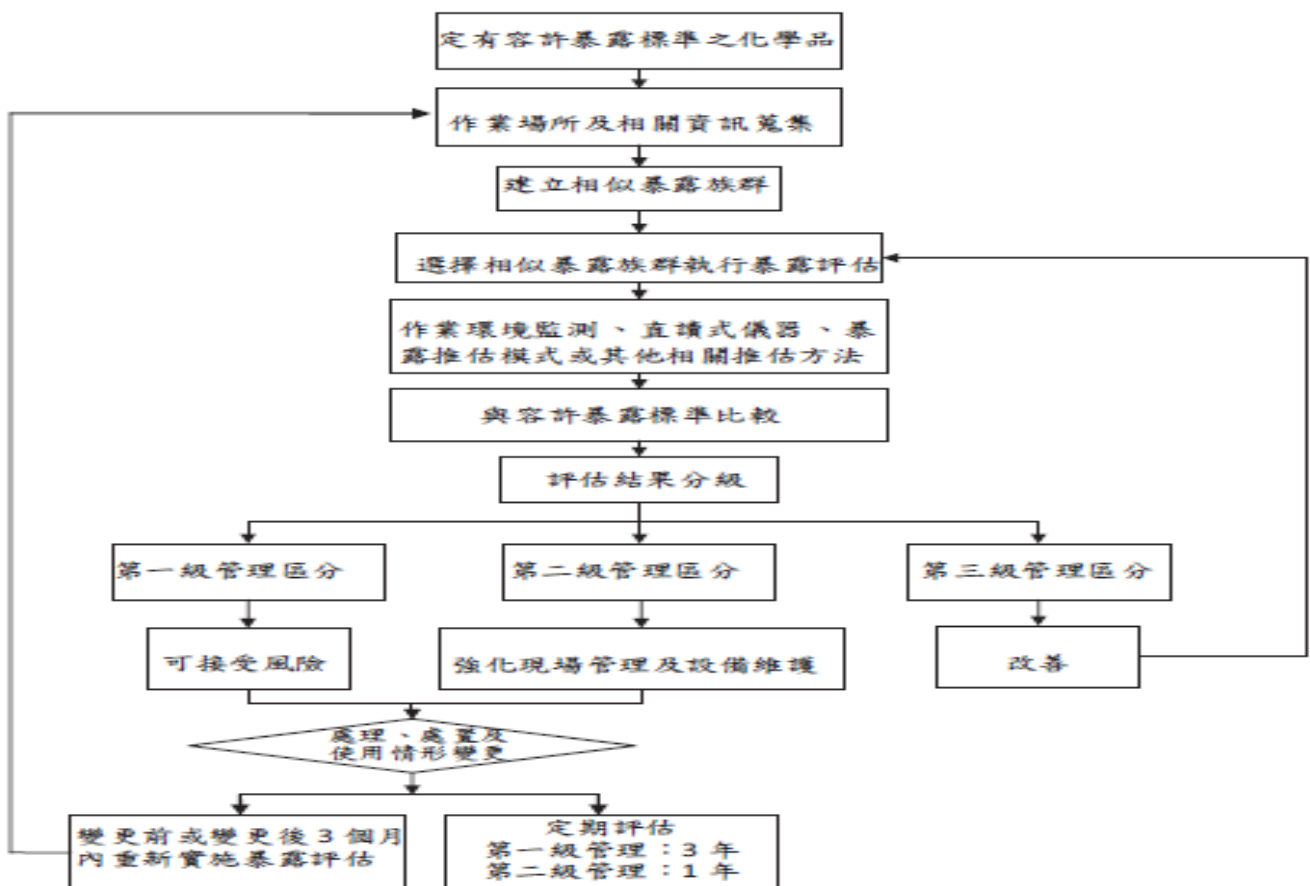 定有容許暴露標準之化學品
作業場所及相關資訊蒐集
建立相似暴露族群
選擇相似暴露族群執行暴露評估
作業環境監測、直讀式儀器、暴
露推估模式或其他相關推估方法
與容許暴露標準比較
評估結果分級
第一級管理區分
第二級管理區分
第三級管理區分
可接受風險
強化現場管理及設備維護
改善
處理、處置及
使用情形變更
變更前或變更後 3 個月
內重新實施暴露評估
定期評估
第一級管理：3 年
第二級管理：1 年